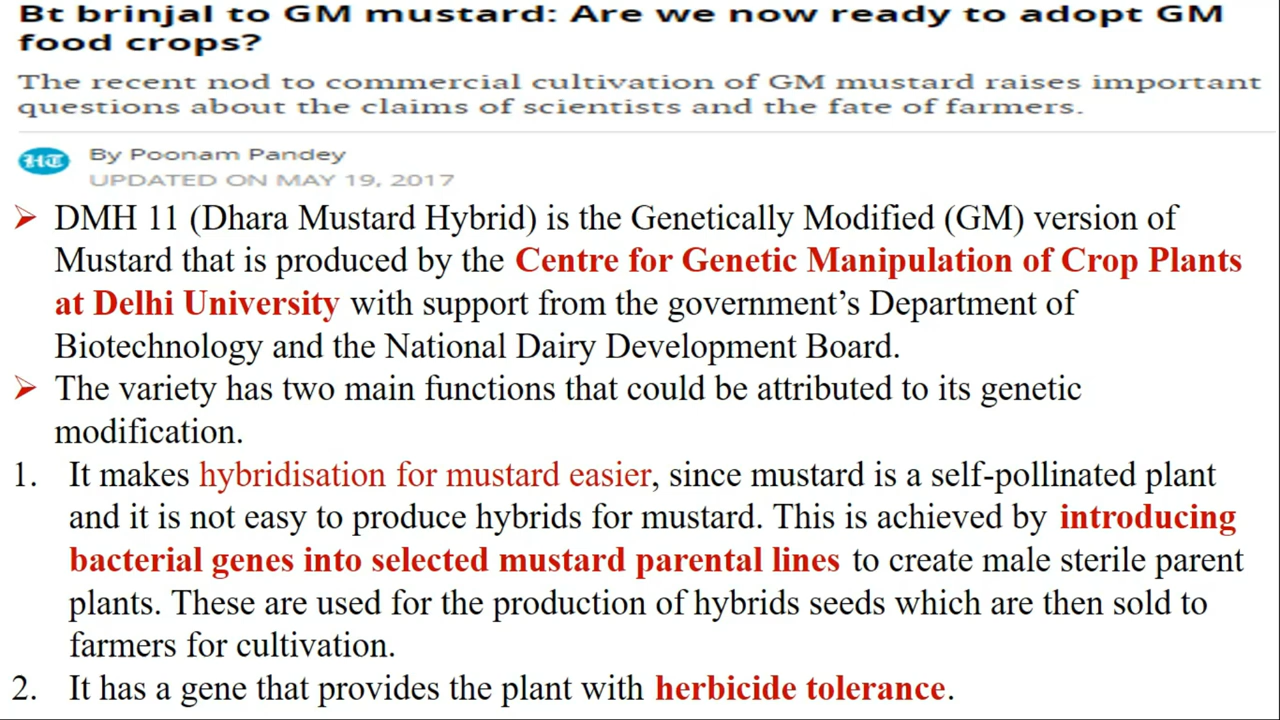 Bt brinjal to GM mustard: Are we now ready to adopt GM
food crops?
The recent nod to commercial cultivation of GM mustard raises important
questions about the claims of scientists and the fate of farmers.
HT By Poonam Pandey
UPDATED ON MAY 19, 2017
➢ DMH 11 (Dhara Mustard Hybrid) is the Genetically Modified (GM) version of
Mustard that is produced by the Centre for Genetic Manipulation of Crop Plants
at Delhi University with support from the government’s Department of
Biotechnology and the National Dairy Development Board.
➢ The variety has two main functions that could be attributed to its genetic
modification.
1. It makes hybridisation for mustard easier, since mustard is a self-pollinated plant
and it is not easy to produce hybrids for mustard. This is achieved by introducing
bacterial genes into selected mustard parental lines to create male sterile parent
plants. These are used for the production of hybrids seeds which are then sold to
farmers for cultivation.
2. It has a gene that provides the plant with herbicide tolerance.